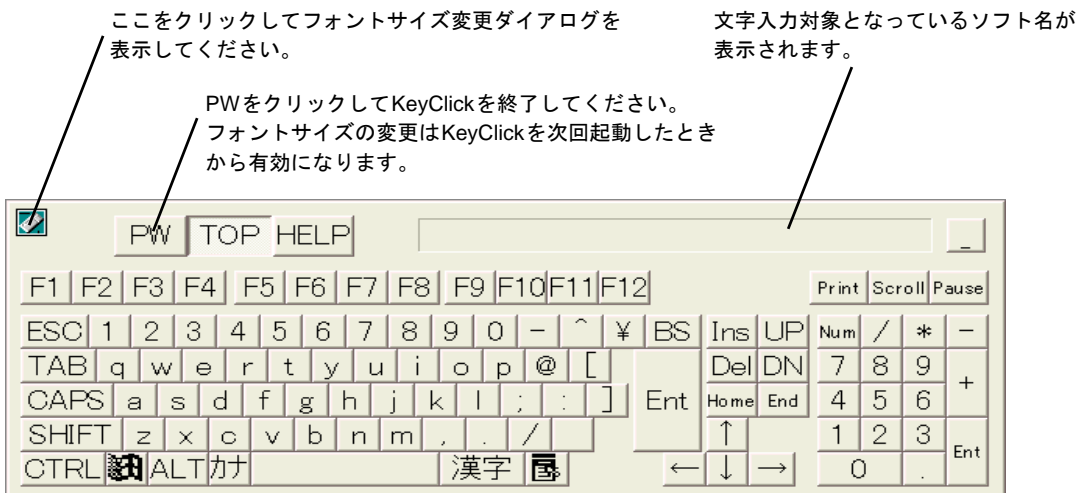 ここをクリックしてフォントサイズ変更ダイアログを
表示してください。
文字入力対象となっているソフト名が
表示されます。
PWをクリックしてKeyClickを終了してください。
フォントサイズの変更はKeyClickを次回起動したとき
から有効になります。
PW TOP HELP _
F1 F2 F3 F4 F5 F6 F7 F8 F9 F10 F11 F12 Print Scroll Pause
ESC 1 2 3 4 5 6 7 8 9 0 - ^ ¥ BS Ins UP Num / * -
TAB q w e r t y u i o p @ [ Del DN 7 8 9 +
CAPS a s d f g h j k l ; : ] Ent Home End 4 5 6
SHIFT z x c v b n m , . / ↑ 1 2 3 Ent
CTRL ALT カナ 漢字 ← ↓ → 0 .